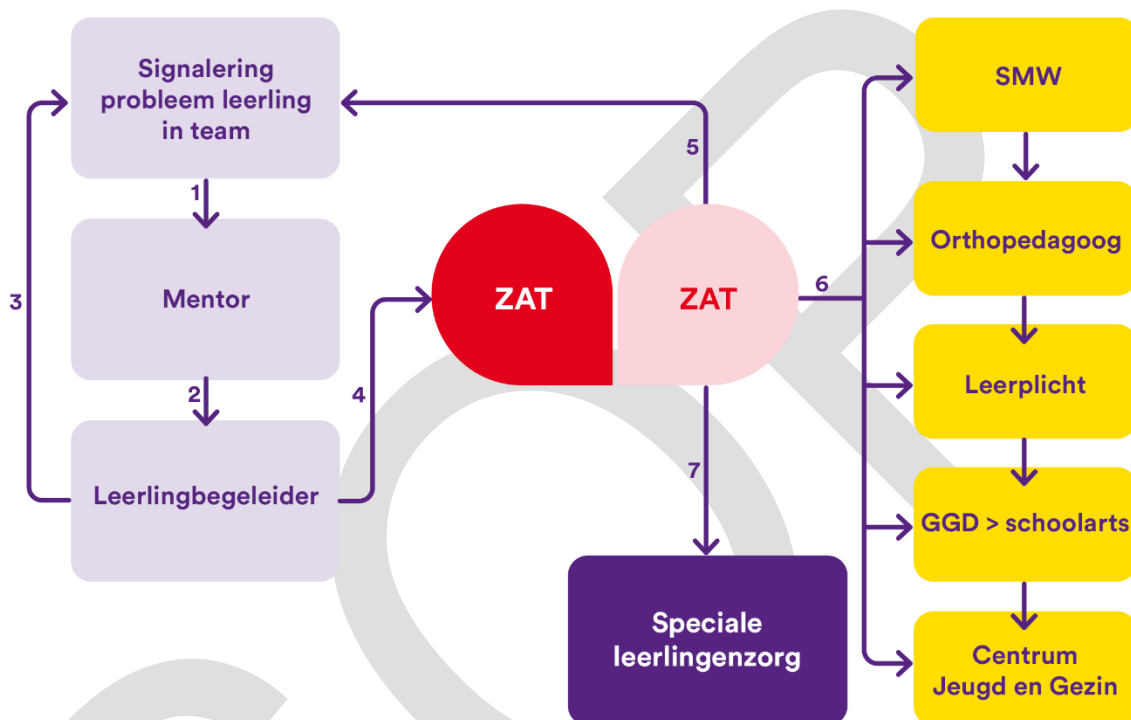 Signalering
probleem leerling
in team
1
Mentor
2
Leerlingbegeleider
3
4
ZAT
ZAT
5
6
7
Speciale
leerlingenzorg
SMW
Orthopedagoog
Leerplicht
GGD > schoolarts
Centrum
Jeugd en Gezin